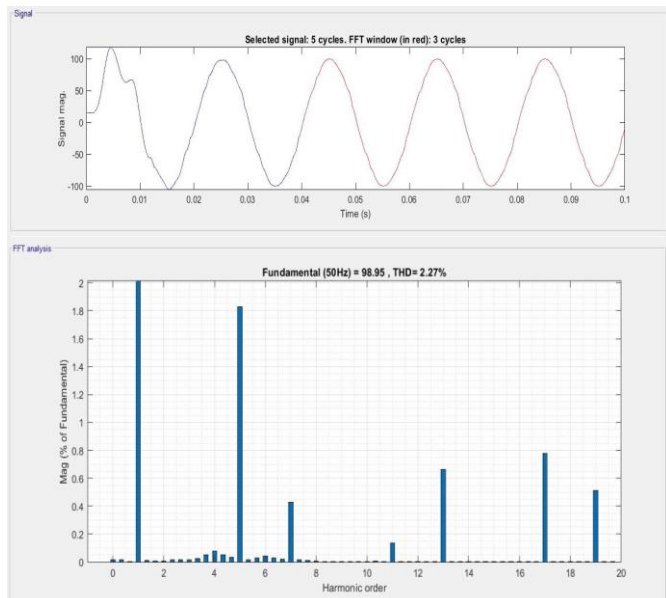 Signal
Selected signal: 5 cycles. FFT window (in red): 3 cycles
Signal mag.
100
50
0
-50
-100
0 0.01 0.02 0.03 0.04 0.05 0.06 0.07 0.08 0.09 0.1
Time (s)
FFT analysis
Fundamental (50Hz) = 98.95 , THD= 2.27%
Mag (% of Fundamental)
2
1.8
1.6
1.4
1.2
1
0.8
0.6
0.4
0.2
0
0 2 4 6 8 10 12 14 16 18 20
Harmonic order